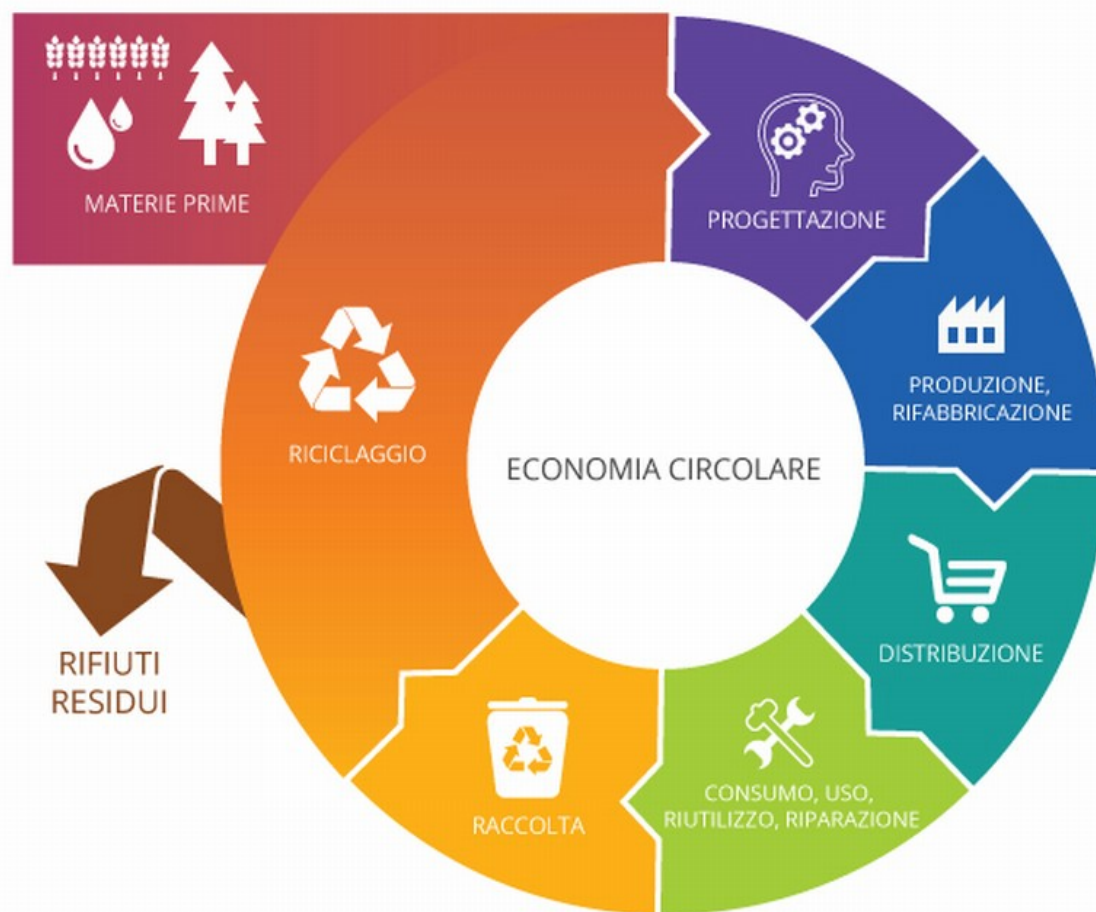 MATERIE PRIME
PROGETTAZIONE
PRODUZIONE,
RIFABBRICAZIONE
RICICLAGGIO
ECONOMIA CIRCOLARE
DISTRIBUZIONE
RIFIUTI
RESIDUI
CONSUMO, USO,
RIUTILIZZO, RIPARAZIONE
RACCOLTA